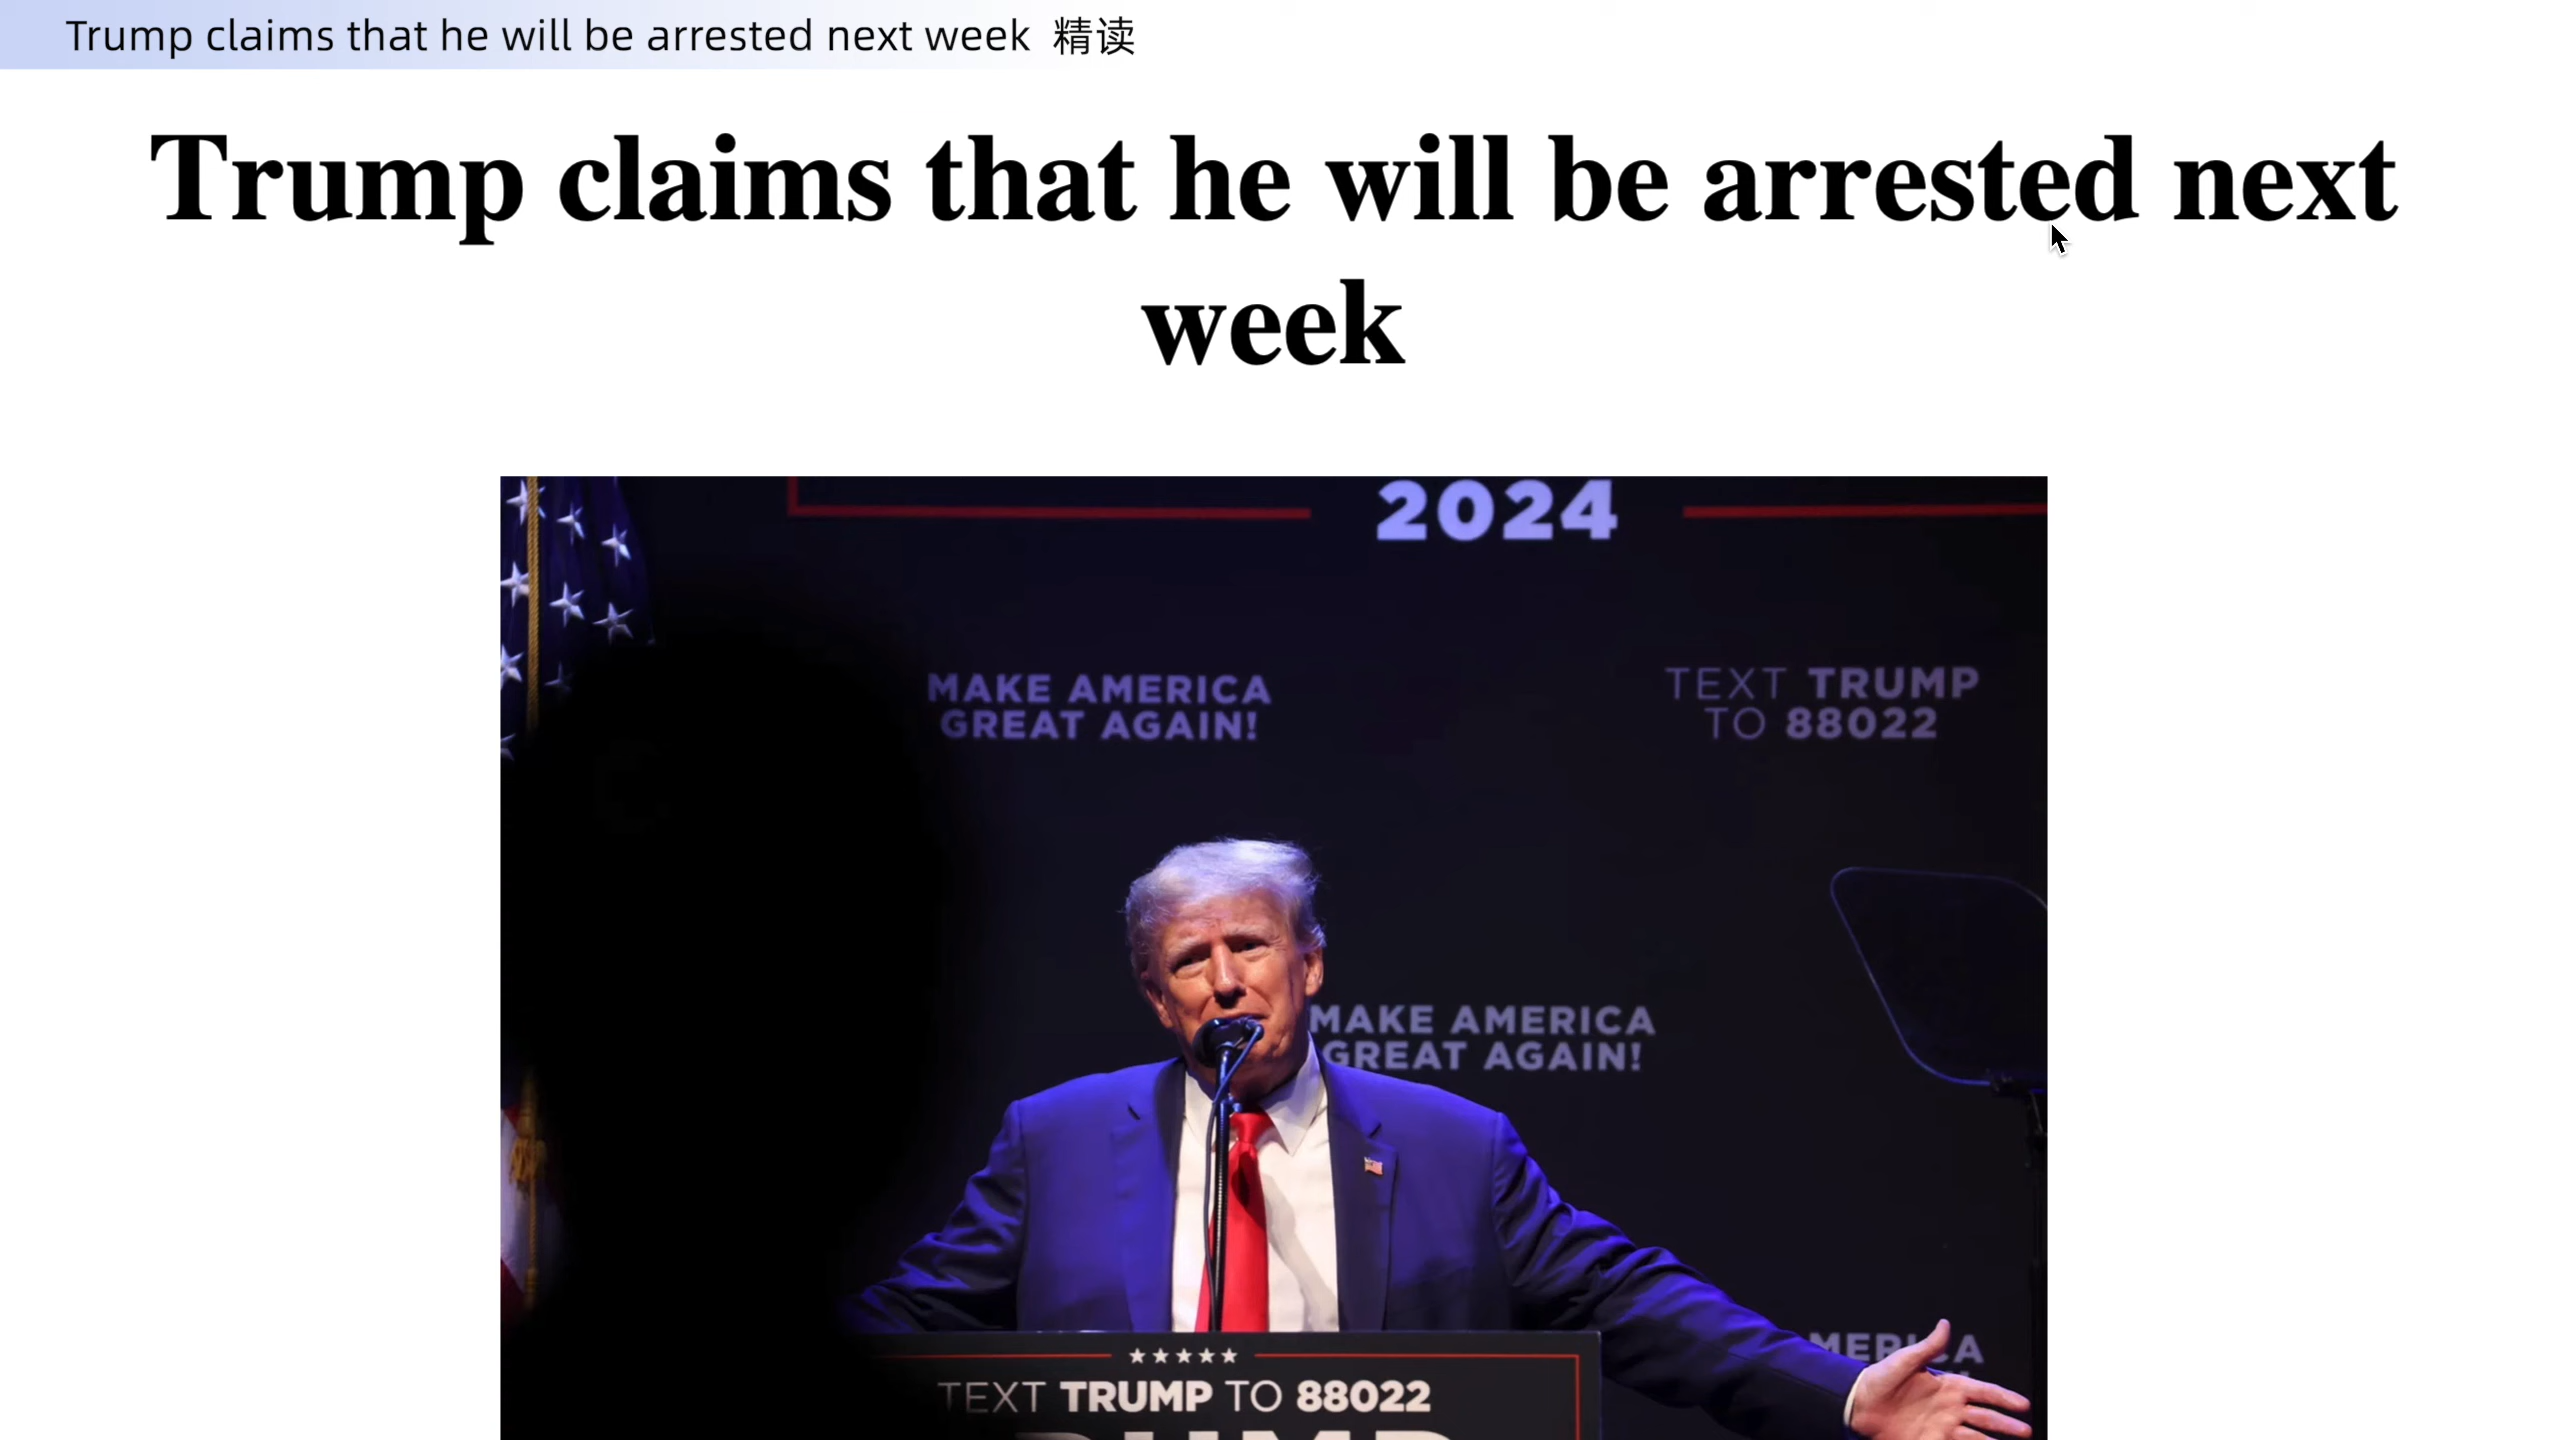 Trump claims that he will be arrested next week 精读
Trump claims that he will be arrested next
week
2024
MAKE AMERICA
GREAT AGAIN!
TEXT TRUMP
TO 88022
MAKE AMERICA
GREAT AGAIN!
TEXT TRUMP TO 88022